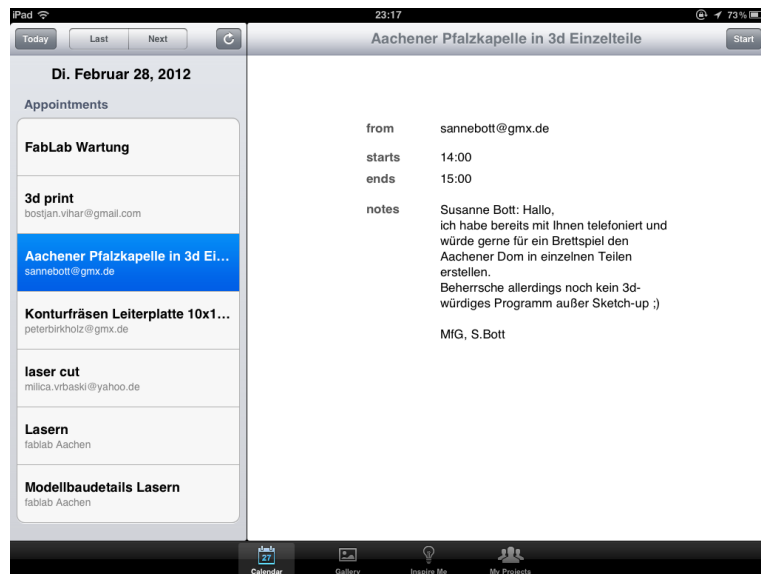 iPad 23:17 73%
Today Last Next
Aachener Pfalzkapelle in 3d Einzelteile
Start
Di. Februar 28, 2012
Appointments
FabLab Wartung
3d print
bostjan.vihar@gmail.com
Aachener Pfalzkapelle in 3d Ei...
sannebott@gmx.de
Konturfräsen Leiterplatte 10x1...
peterbirkholz@gmx.de
laser cut
milica.vrbaski@yahoo.de
Lasern
fablab Aachen
Modellbaudetails Lasern
fablab Aachen
from sannebott@gmx.de
starts 14:00
ends 15:00
notes Susanne Bott: Hallo,
ich habe bereits mit Ihnen telefoniert und
würde gerne für ein Brettspiel den
Aachener Dom in einzelnen Teilen
erstellen.
Beherrsche allerdings noch kein 3d-
würdiges Programm außer Sketch-up ;)
MfG, S.Bott
27
Calendar Gallery Inspire Me My Projects